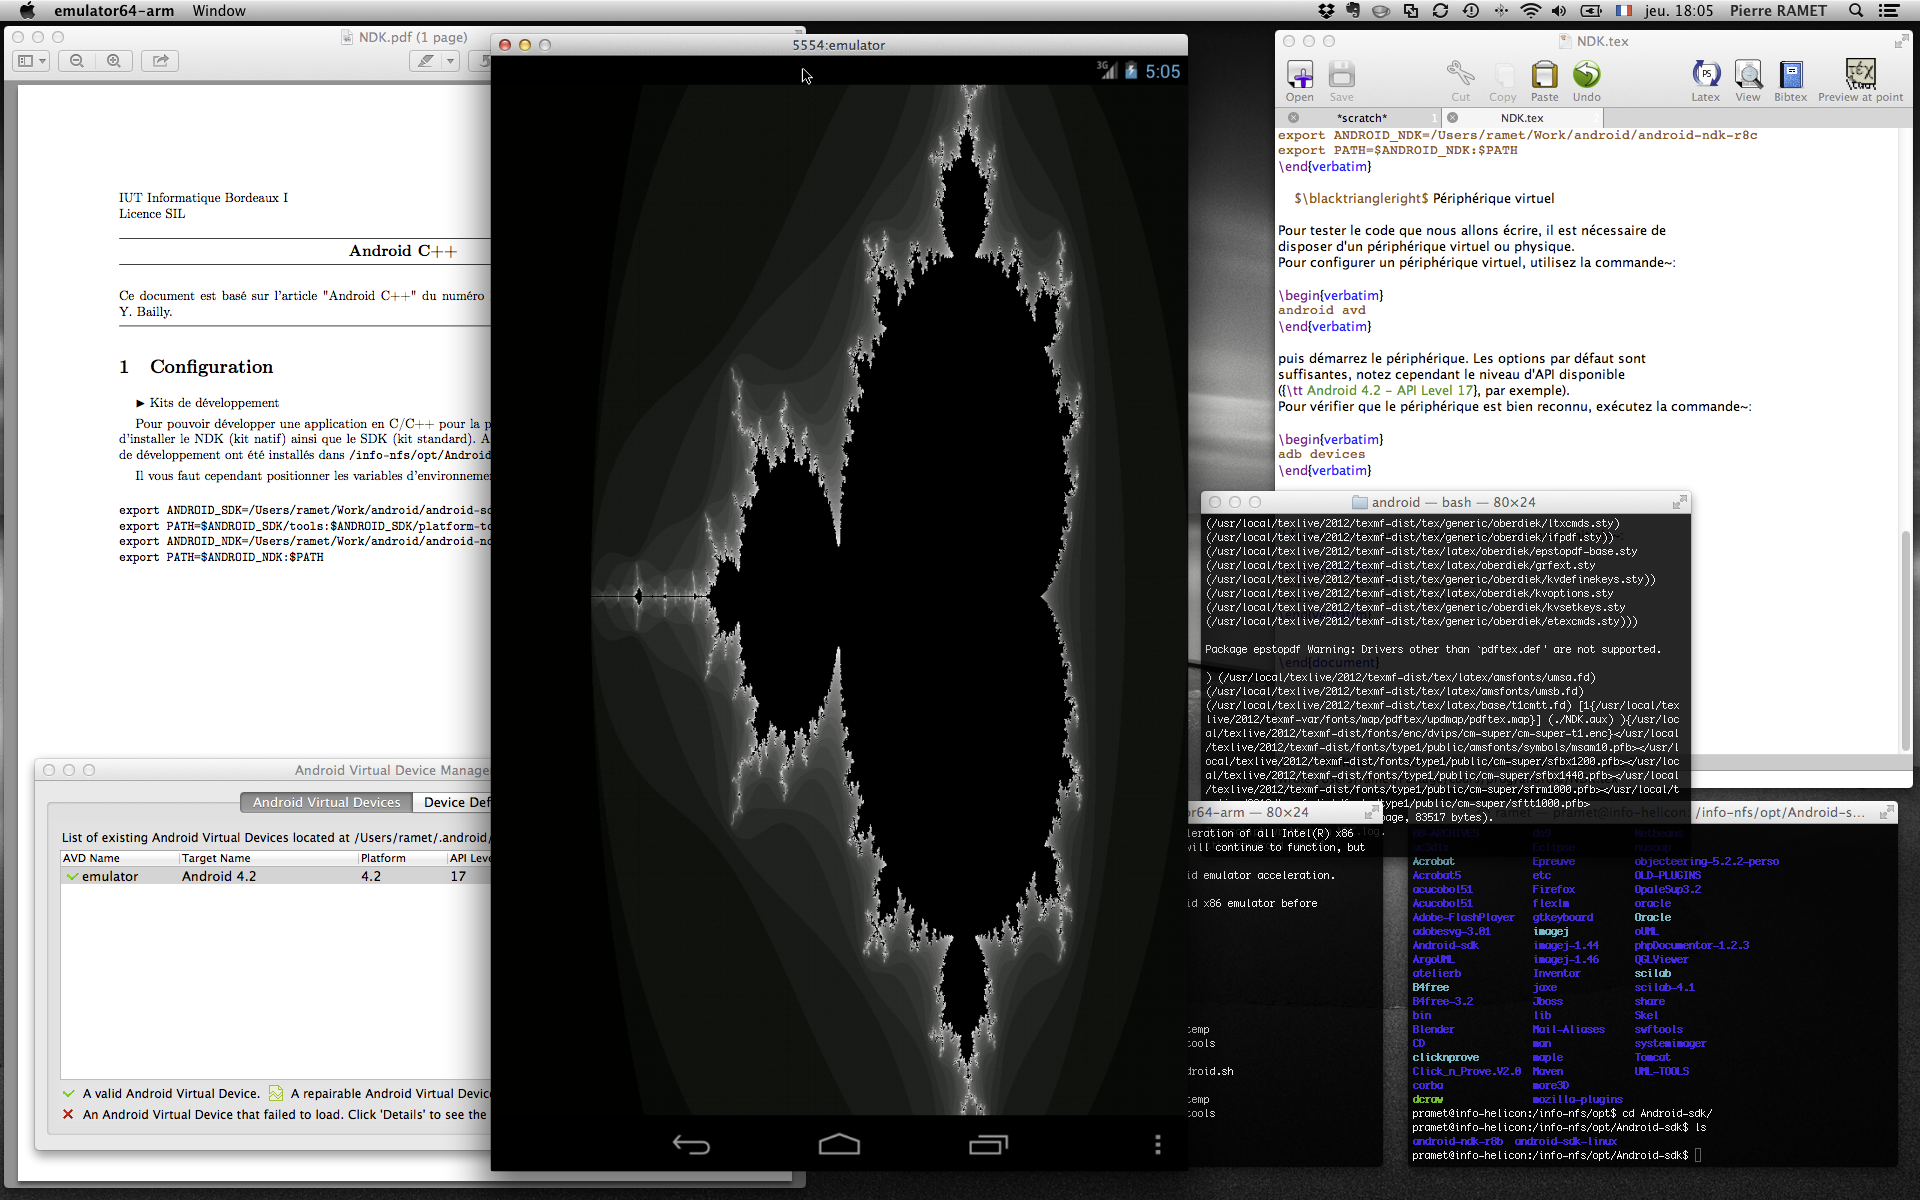 emulator64-arm Window
jeu. 18:05 Pierre RAMET
NDK.pdf (1 page)
IUT Informatique Bordeaux I
Licence SIL
Android C++
Ce document est basé sur l'article "Android C++" du numéro
Y. Bailly.
1 Configuration
► Kits de développement
Pour pouvoir développer une application en C/C++ pour la p
d'installer le NDK (kit natif) ainsi que le SDK (kit standard). A
de développement ont été installés dans /info-nfs/opt/Android
Il vous faut cependant positionner les variables d'environneme
export ANDROID_SDK=/Users/ramet/Work/android/android-sd
export PATH=$ANDROID_SDK/tools:$ANDROID_SDK/platform-to
export ANDROID_NDK=/Users/ramet/Work/android/android-nd
export PATH=$ANDROID_NDK:$PATH
Android Virtual Device Manage
Android Virtual Devices Device Def
List of existing Android Virtual Devices located at /Users/ramet/.android/
AVD Name Target Name Platform API Leve
emulator Android 4.2 4.2 17
A valid Android Virtual Device. A repairable Android Virtual Devic
An Android Virtual Device that failed to load. Click 'Details' to see the
5554:emulator
3G 5:05
NDK.tex
Open Save Cut Copy Paste Undo Latex View Bibtex Preview at point
*scratch* 1 NDK.tex
export ANDROID_NDK=/Users/ramet/Work/android/android-ndk-r8c
export PATH=$ANDROID_NDK:$PATH
\end{verbatim}
$\blacktriangleright$ Périphérique virtuel
Pour tester le code que nous allons écrire, il est nécessaire de
disposer d'un périphérique virtuel ou physique.
Pour configurer un périphérique virtuel, utilisez la commande~:
\begin{verbatim}
android avd
\end{verbatim}
puis démarrez le périphérique. Les options par défaut sont
suffisantes, notez cependant le niveau d'API disponible
({\tt Android 4.2 - API Level 17}, par exemple).
Pour vérifier que le périphérique est bien reconnu, exécutez la commande~:
\begin{verbatim}
adb devices
\end{verbatim}
android — bash — 80×24
(/usr/local/texlive/2012/texmf-dist/tex/generic/oberdiek/ltxcmds.sty)
(/usr/local/texlive/2012/texmf-dist/tex/generic/oberdiek/ifpdf.sty))
(/usr/local/texlive/2012/texmf-dist/tex/latex/oberdiek/epstopdf-base.sty
(/usr/local/texlive/2012/texmf-dist/tex/latex/oberdiek/grfext.sty
(/usr/local/texlive/2012/texmf-dist/tex/generic/oberdiek/kvdefinekeys.sty))
(/usr/local/texlive/2012/texmf-dist/tex/latex/oberdiek/kvoptions.sty
(/usr/local/texlive/2012/texmf-dist/tex/generic/oberdiek/kvsetkeys.sty
(/usr/local/texlive/2012/texmf-dist/tex/generic/oberdiek/etexcmds.sty)))
Package epstopdf Warning: Drivers other than `pdftex.def' are not supported.
\end{document}
) (/usr/local/texlive/2012/texmf-dist/tex/latex/amsfonts/umsa.fd)
(/usr/local/texlive/2012/texmf-dist/tex/latex/amsfonts/umsb.fd)
(/usr/local/texlive/2012/texmf-dist/tex/latex/base/t1cmtt.fd) [1{/usr/local/tex
live/2012/texmf-var/fonts/map/pdftex/updmap/pdftex.map}] (./NDK.aux) ){/usr/loc
al/texlive/2012/texmf-dist/fonts/enc/dvips/cm-super/cm-super-t1.enc}</usr/local
/texlive/2012/texmf-dist/fonts/type1/public/amsfonts/symbols/msam10.pfb></usr/l
ocal/texlive/2012/texmf-dist/fonts/type1/public/cm-super/sfbx1200.pfb></usr/loc
al/texlive/2012/texmf-dist/fonts/type1/public/cm-super/sfbx1440.pfb></usr/local
/texlive/2012/texmf-dist/fonts/type1/public/cm-super/sfrm1000.pfb></usr/local/t
type1/public/cm-super/sftt1000.pfb>
page, 83517 bytes).
or64-arm — 80×24
leration of all Intel(R) x86
will continue to function, but
id emulator acceleration.
id x86 emulator before
temp
tools
droid.sh
temp
tools
ramet — pramet@info-helicon: /info-nfs/opt/Android-s...
Acrobat Epreuve objecteering-5.2.2-perso
Acrobat5 etc OLD-PLUGINS
acucobol51 Firefox OpaleSup3.2
Acucobol51 flexlm oracle
Adobe-FlashPlayer gtkeyboard Oracle
adobesvg-3.01 imagej oUML
Android-sdk imagej-1.44 phpDocumentor-1.2.3
ArgoUML imagej-1.46 QGLViewer
atelierb Inventor scilab
B4free jaxe scilab-4.1
B4free-3.2 Jboss share
bin lib Skel
Blender Mail-Aliases swftools
CD man systemimager
clicknprove maple Tomcat
Click_n_Prove.V2.0 Maven UML-TOOLS
corba more3D
dcraw mozilla-plugins
pramet@info-helicon:/info-nfs/opt$ cd Android-sdk/
pramet@info-helicon:/info-nfs/opt/Android-sdk$ ls
android-ndk-r8b android-sdk-linux
pramet@info-helicon:/info-nfs/opt/Android-sdk$